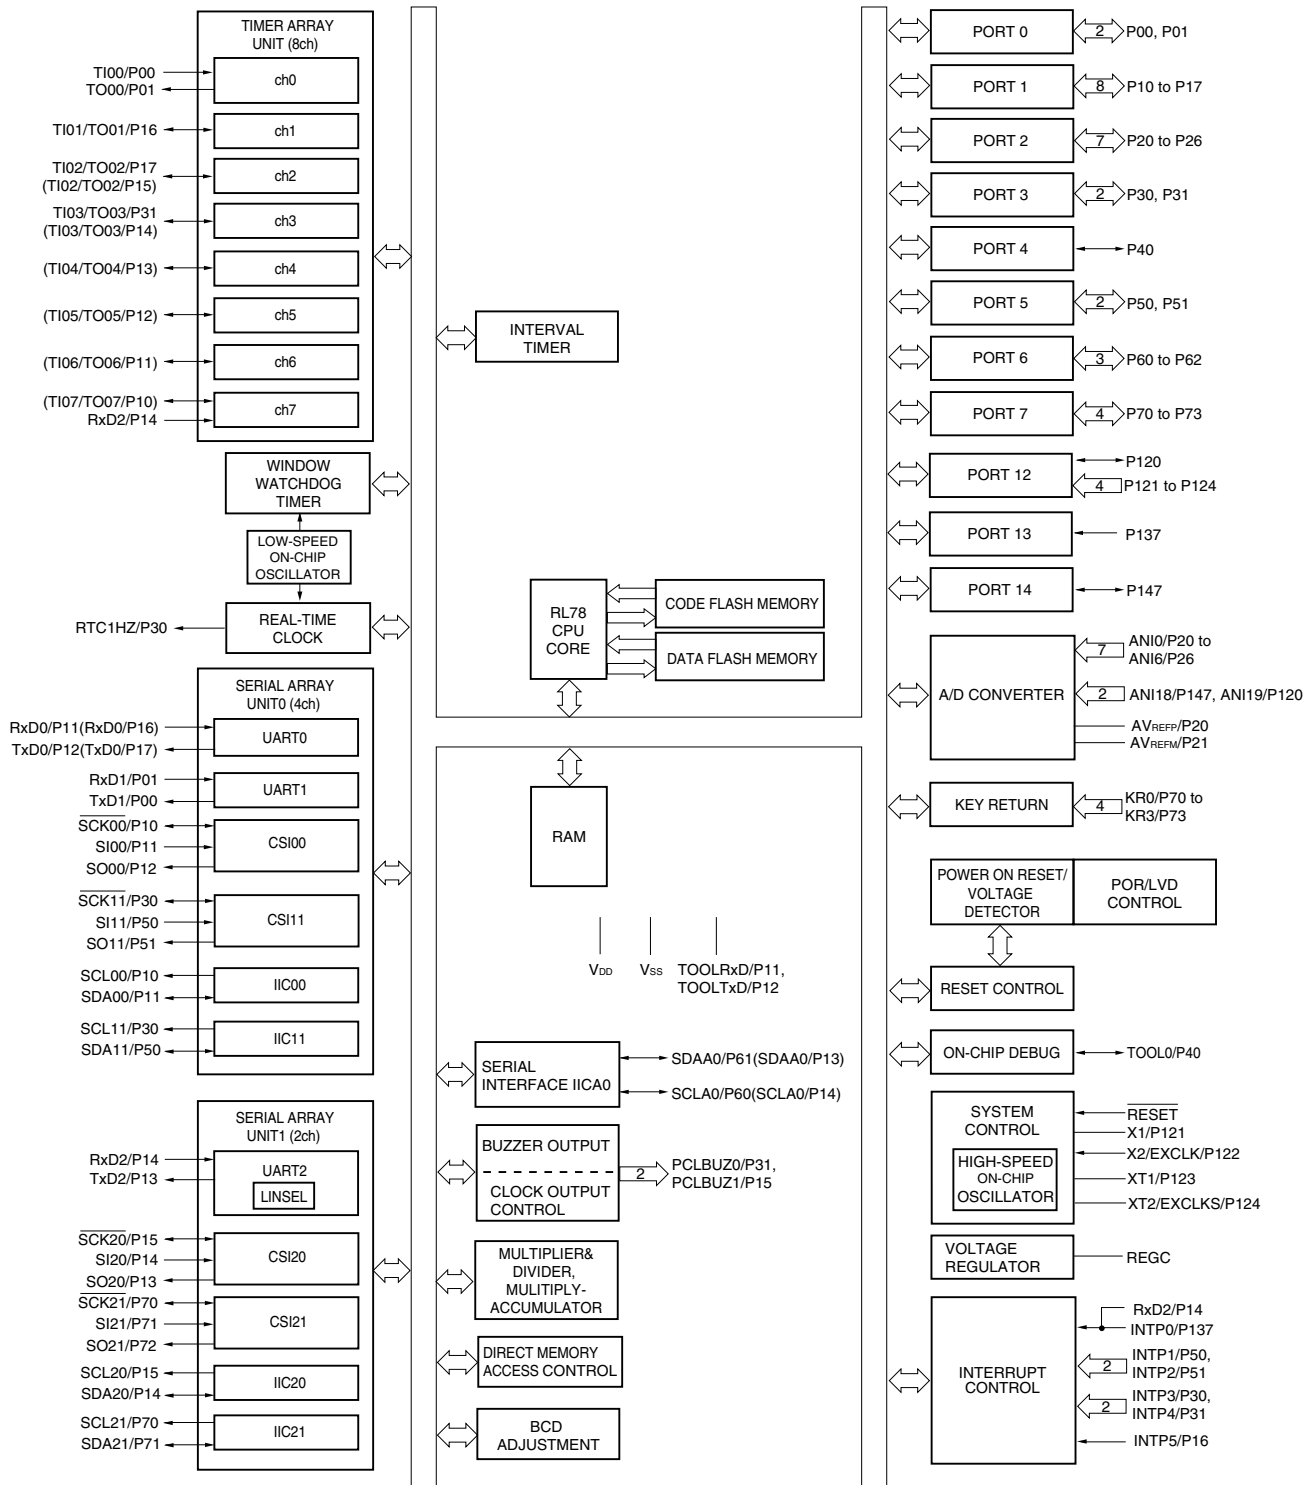 TIMER ARRAY
UNIT (8ch)
TI00/P00
TO00/P01
ch0
TI01/TO01/P16
ch1
TI02/TO02/P17
(TI02/TO02/P15)
ch2
TI03/TO03/P31
(TI03/TO03/P14)
ch3
(TI04/TO04/P13)
ch4
(TI05/TO05/P12)
ch5
(TI06/TO06/P11)
ch6
(TI07/TO07/P10)
RxD2/P14
ch7
WINDOW
WATCHDOG
TIMER
LOW-SPEED
ON-CHIP
OSCILLATOR
RTC1HZ/P30
REAL-TIME
CLOCK
SERIAL ARRAY
UNIT0 (4ch)
RxD0/P11(RxD0/P16)
TxD0/P12(TxD0/P17)
UART0
RxD1/P01
TxD1/P00
UART1
SCK00/P10
SI00/P11
SO00/P12
CSI00
SCK11/P30
SI11/P50
SO11/P51
CSI11
SCL00/P10
SDA00/P11
IIC00
SCL11/P30
SDA11/P50
IIC11
SERIAL ARRAY
UNIT1 (2ch)
RxD2/P14
TxD2/P13
UART2
LINSEL
SCK20/P15
SI20/P14
SO20/P13
CSI20
SCK21/P70
SI21/P71
SO21/P72
CSI21
SCL20/P15
SDA20/P14
IIC20
SCL21/P70
SDA21/P71
IIC21
INTERVAL
TIMER
RL78
CPU
CORE
CODE FLASH MEMORY
DATA FLASH MEMORY
RAM
VDD
VSS
TOOLRxD/P11,
TOOLTxD/P12
SERIAL
INTERFACE IICA0
SDAA0/P61(SDAA0/P13)
SCLA0/P60(SCLA0/P14)
BUZZER OUTPUT
CLOCK OUTPUT
CONTROL
2
PCLBUZ0/P31,
PCLBUZ1/P15
MULTIPLIER&
DIVIDER,
MULITIPLY-
ACCUMULATOR
DIRECT MEMORY
ACCESS CONTROL
BCD
ADJUSTMENT
PORT 0
2
P00, P01
PORT 1
8
P10 to P17
PORT 2
7
P20 to P26
PORT 3
2
P30, P31
PORT 4
P40
PORT 5
2
P50, P51
PORT 6
3
P60 to P62
PORT 7
4
P70 to P73
PORT 12
P120
4
P121 to P124
PORT 13
P137
PORT 14
P147
A/D CONVERTER
7
ANI0/P20 to
ANI6/P26
2
ANI18/P147, ANI19/P120
AVREFP/P20
AVREFM/P21
KEY RETURN
4
KR0/P70 to
KR3/P73
POWER ON RESET/
VOLTAGE
DETECTOR
POR/LVD
CONTROL
RESET CONTROL
ON-CHIP DEBUG
TOOL0/P40
SYSTEM
CONTROL
HIGH-SPEED
ON-CHIP
OSCILLATOR
RESET
X1/P121
X2/EXCLK/P122
XT1/P123
XT2/EXCLKS/P124
VOLTAGE
REGULATOR
REGC
INTERRUPT
CONTROL
RxD2/P14
INTP0/P137
2
INTP1/P50,
INTP2/P51
2
INTP3/P30,
INTP4/P31
INTP5/P16